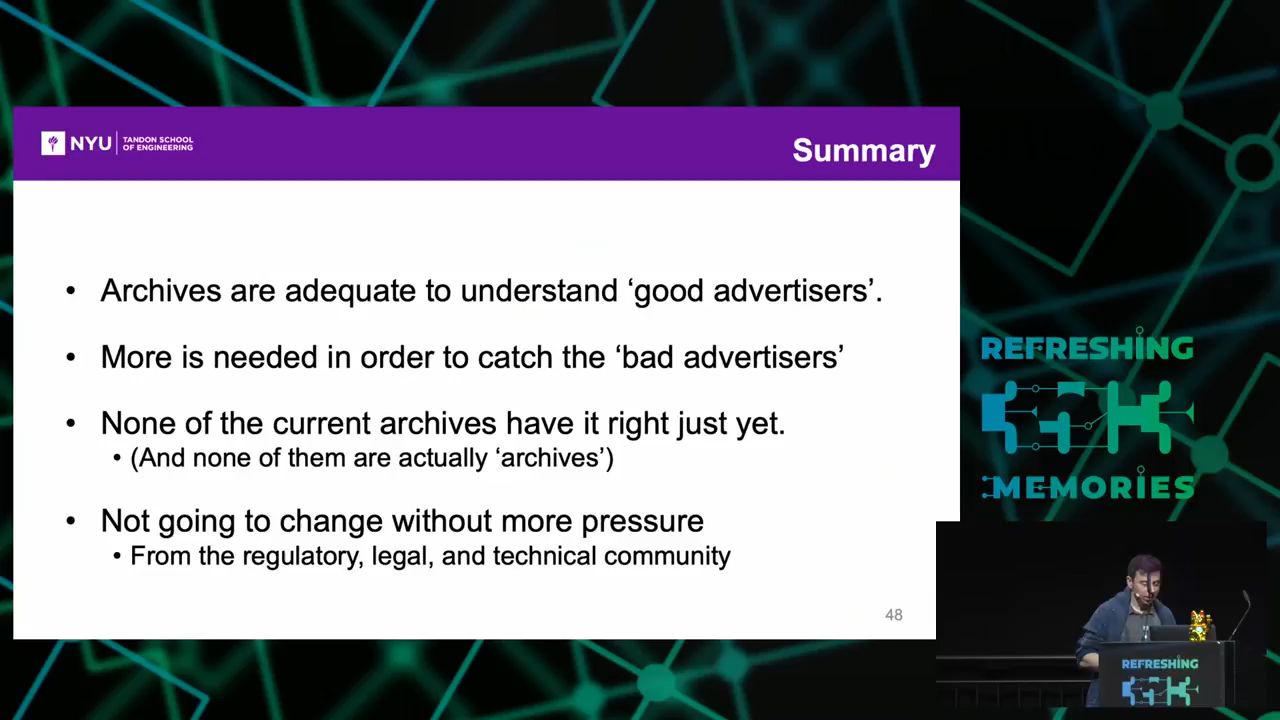 NYU
TANDON SCHOOL
OF ENGINEERING
Summary
• Archives are adequate to understand ‘good advertisers’.
• More is needed in order to catch the ‘bad advertisers’
• None of the current archives have it right just yet.
• (And none of them are actually ‘archives’)
• Not going to change without more pressure
• From the regulatory, legal, and technical community
48
REFRESHING
MEMORIES
REFRESHING